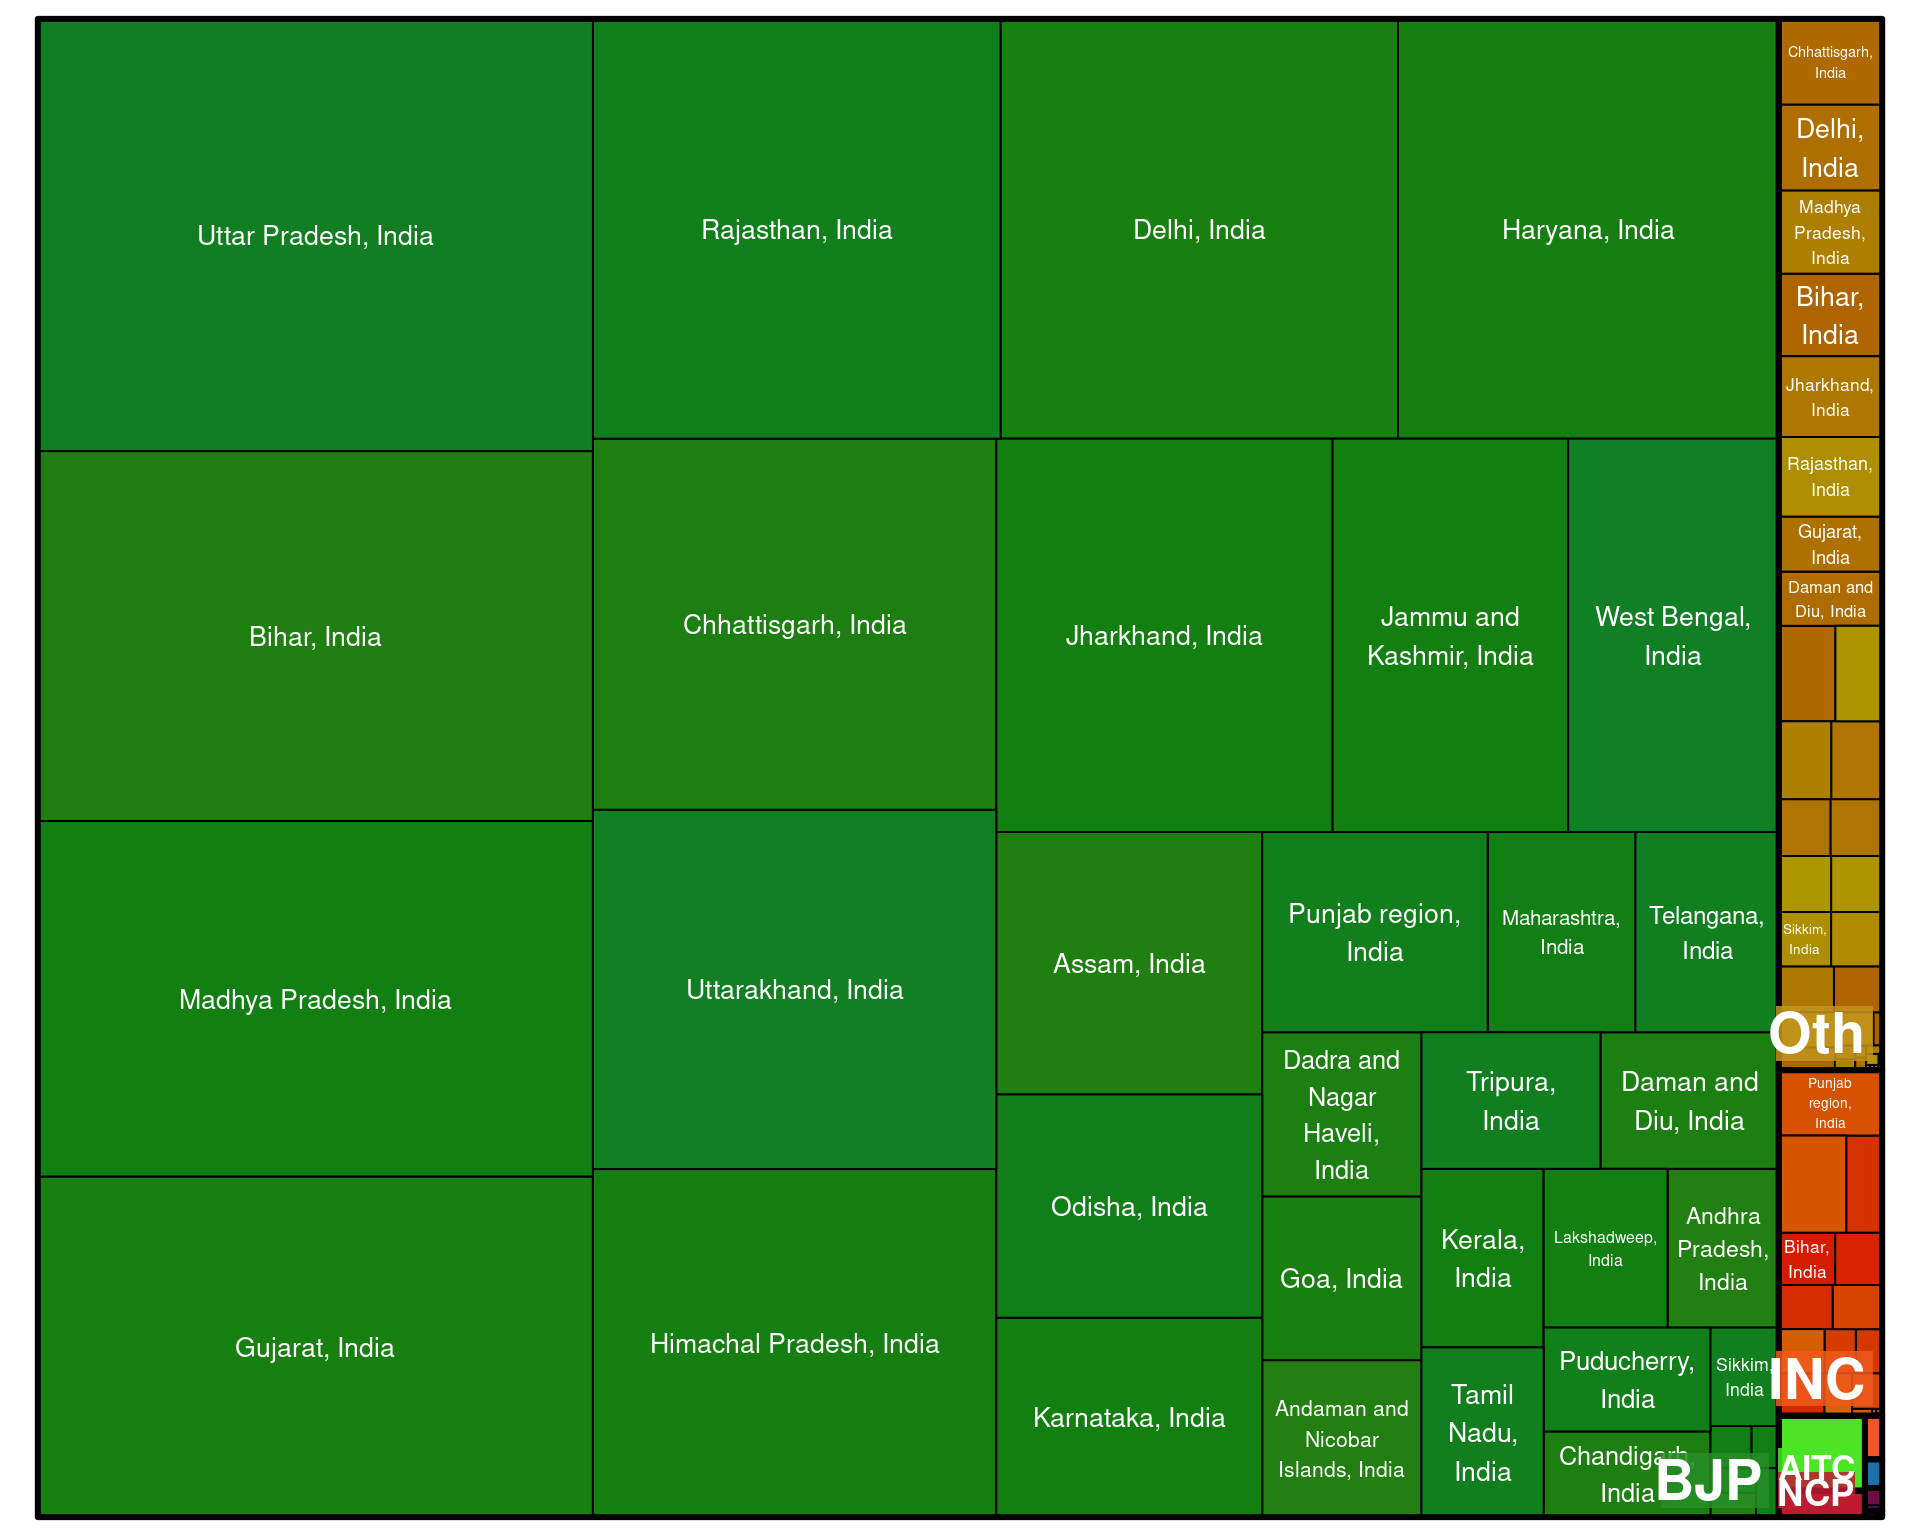 Uttar Pradesh, India
Bihar, India
Madhya Pradesh, India
Gujarat, India
Rajasthan, India
Delhi, India
Haryana, India
Chhattisgarh, India
Uttarakhand, India
Himachal Pradesh, India
Jharkhand, India
Jammu and
Kashmir, India
West Bengal,
India
Assam, India
Odisha, India
Karnataka, India
Punjab region,
India
Maharashtra,
India
Telangana,
India
Dadra and
Nagar
Haveli,
India
Tripura,
India
Daman and
Diu, India
Goa, India
Andaman and
Nicobar
Islands, India
Kerala,
India
Lakshadweep,
India
Andhra
Pradesh,
India
Tamil
Nadu,
India
Puducherry,
India
Sikkim,
India
Chandigarh,
India
BJP
Chhattisgarh,
India
Delhi,
India
Madhya
Pradesh,
India
Bihar,
India
Jharkhand,
India
Rajasthan,
India
Gujarat,
India
Daman and
Diu, India
Sikkim,
India
Oth
Punjab
region,
India
Bihar,
India
INC
AITC
NCP